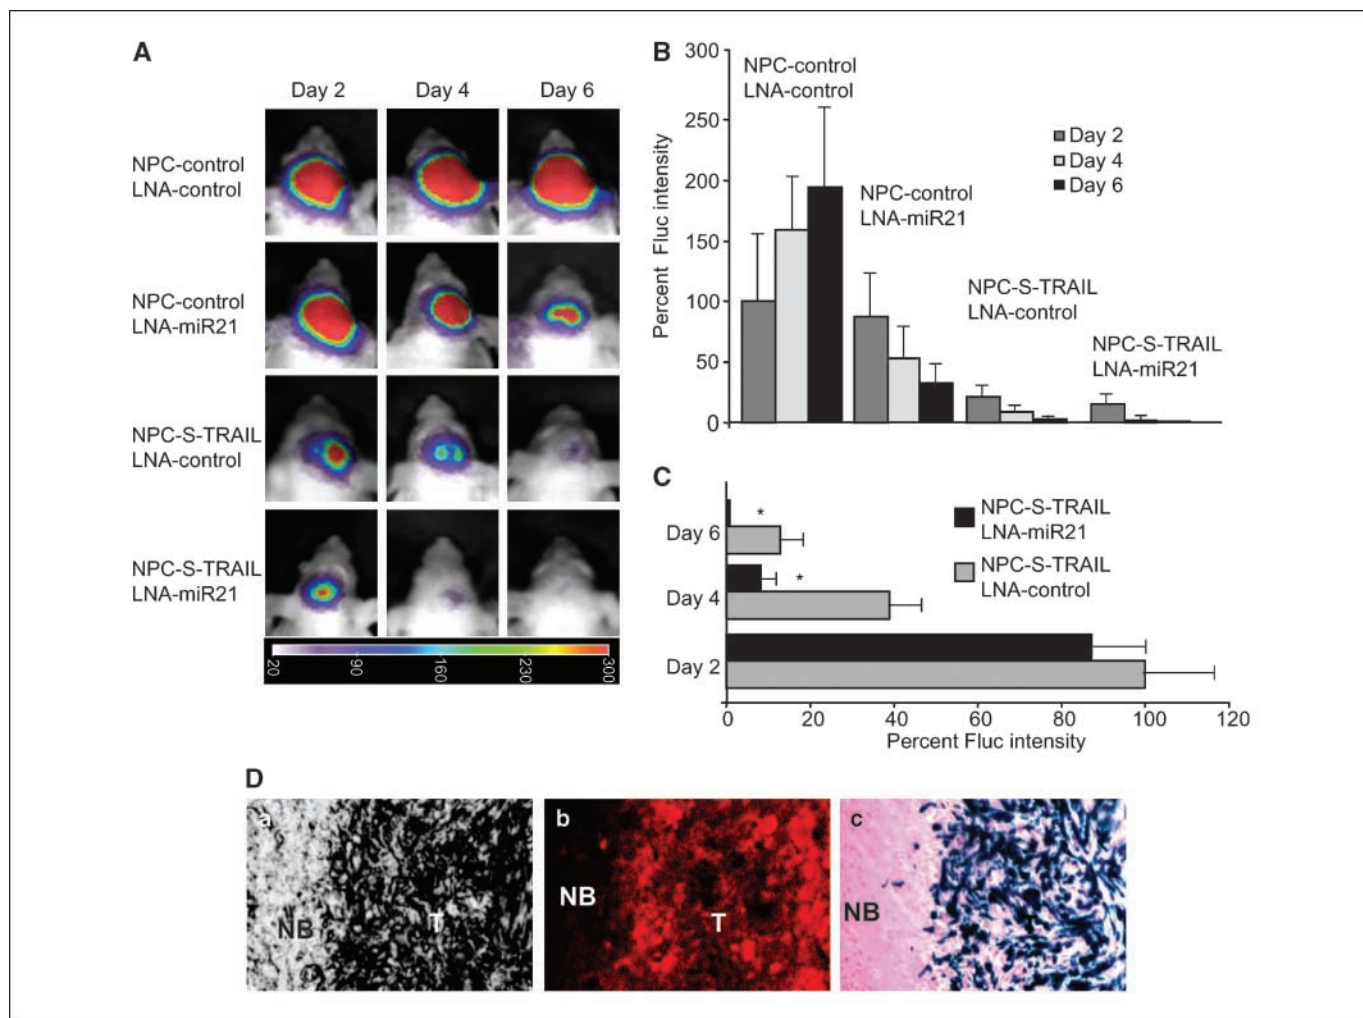 A
Day 2 Day 4 Day 6
NPC-control
LNA-control
NPC-control
LNA-miR21
NPC-S-TRAIL
LNA-control
NPC-S-TRAIL
LNA-miR21
20 90 160 230 300
B
Percent Fluc intensity
300
250
200
150
100
50
0
NPC-control
LNA-control
NPC-control
LNA-miR21
NPC-S-TRAIL
LNA-control
NPC-S-TRAIL
LNA-miR21
Day 2
Day 4
Day 6
C
Day 6
Day 4
Day 2
*
*
NPC-S-TRAIL
LNA-miR21
NPC-S-TRAIL
LNA-control
0 20 40 60 80 100 120
Percent Fluc intensity
D
a
NB T
b
NB T
c
NB T